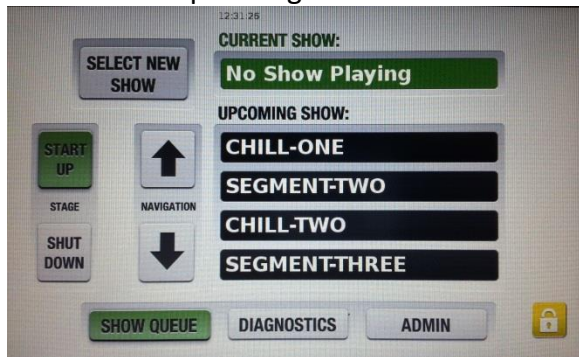 12:31:26
CURRENT SHOW:
SELECT NEW
SHOW
No Show Playing
UPCOMING SHOW:
CHILL-ONE
START
UP
SEGMENT-TWO
STAGE
NAVIGATION
CHILL-TWO
SHUT
DOWN
SEGMENT-THREE
SHOW QUEUE
DIAGNOSTICS
ADMIN